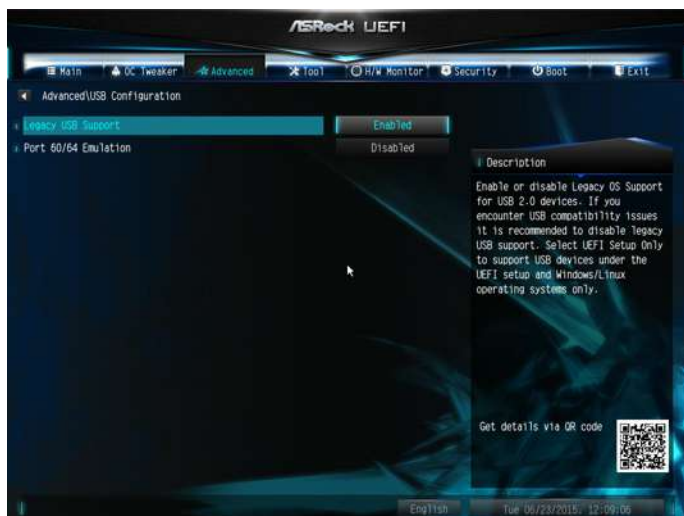 ASRock UEFI
Main OC Tweaker Advanced Tool H/W Monitor Security Boot Exit
Advanced\USB Configuration
Legacy USB Support Enabled
Port 60/64 Emulation Disabled
Description
Enable or disable Legacy OS Support
for USB 2.0 devices. If you
encounter USB compatibility issues
it is recommended to disable legacy
USB support. Select UEFI Setup Only
to support USB devices under the
UEFI setup and Windows/Linux
operating systems only.
Get details via QR code
English Tue 06/23/2015, 12:09:06